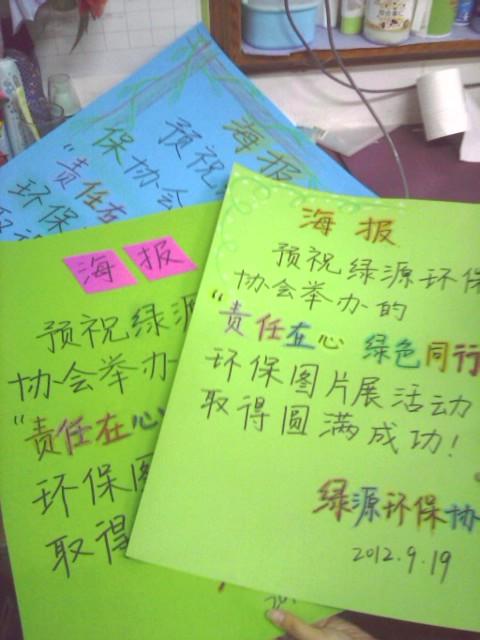 海报
预祝
保协会
"责任在
环保
取得
海报
预祝绿源
协会举办
"责任在心
环保图
取得
海报
预祝绿源环保
协会举办的
"责任在心 绿色同行
环保图片展活动
取得圆满成功!
绿源环保协
2012.9.19